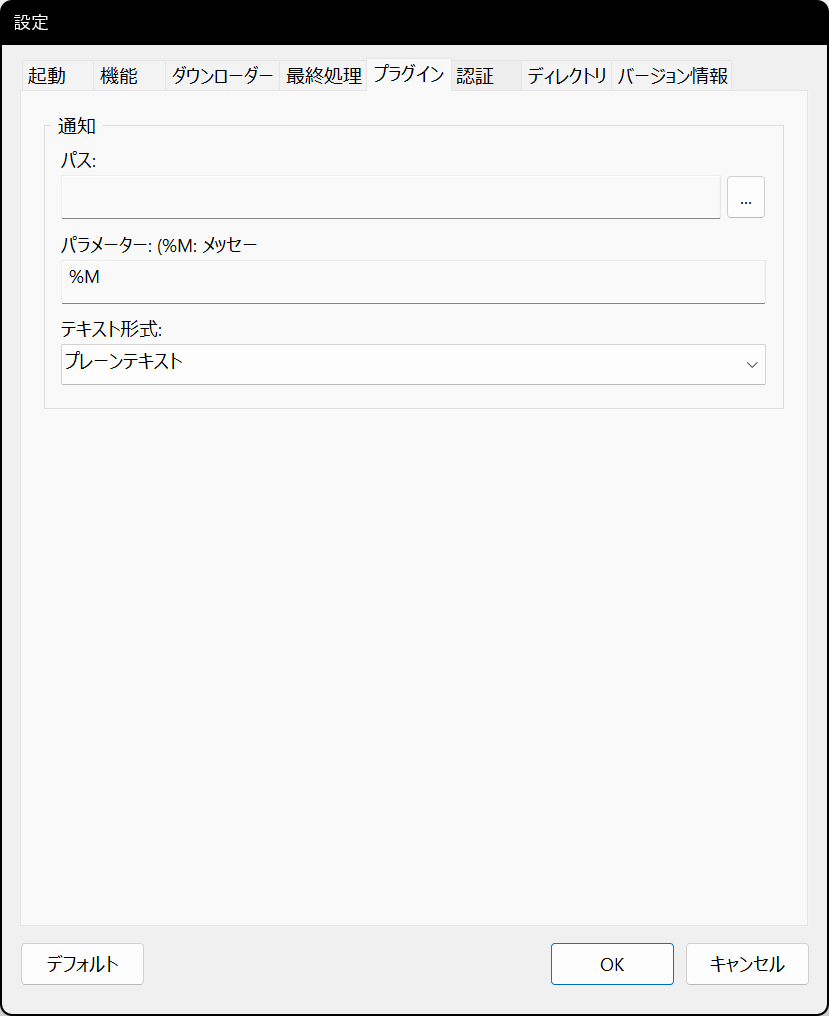 設定
起動 機能 ダウンローダー 最終処理 プラグイン 認証 ディレクトリ バージョン情報
通知
パス:
...
パラメーター: (%M: メッセー
%M
テキスト形式:
プレーンテキスト
デフォルト OK キャンセル